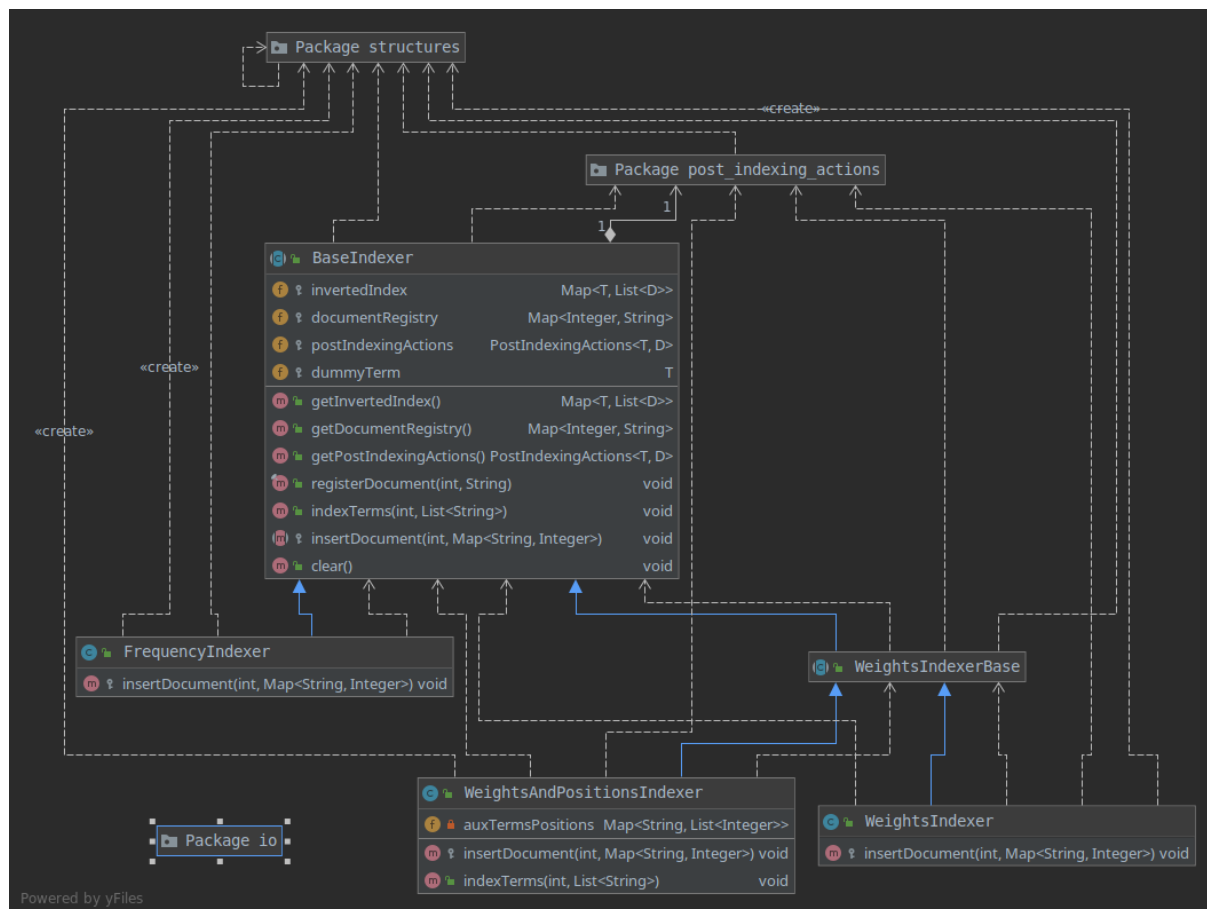 Package structures
«create»
Package post_indexing_actions
1
1
BaseIndexer
invertedIndex Map<T, List<D>>
documentRegistry Map<Integer, String>
postIndexingActions PostIndexingActions<T, D>
dummyTerm T
getInvertedIndex() Map<T, List<D>>
getDocumentRegistry() Map<Integer, String>
getPostIndexingActions() PostIndexingActions<T, D>
registerDocument(int, String) void
indexTerms(int, List<String>) void
insertDocument(int, Map<String, Integer>) void
clear() void
«create»
«create»
FrequencyIndexer
insertDocument(int, Map<String, Integer>) void
WeightsIndexerBase
WeightsAndPositionsIndexer
auxTermsPositions Map<String, List<Integer>>
insertDocument(int, Map<String, Integer>) void
indexTerms(int, List<String>) void
WeightsIndexer
insertDocument(int, Map<String, Integer>) void
Package io
Powered by yFiles